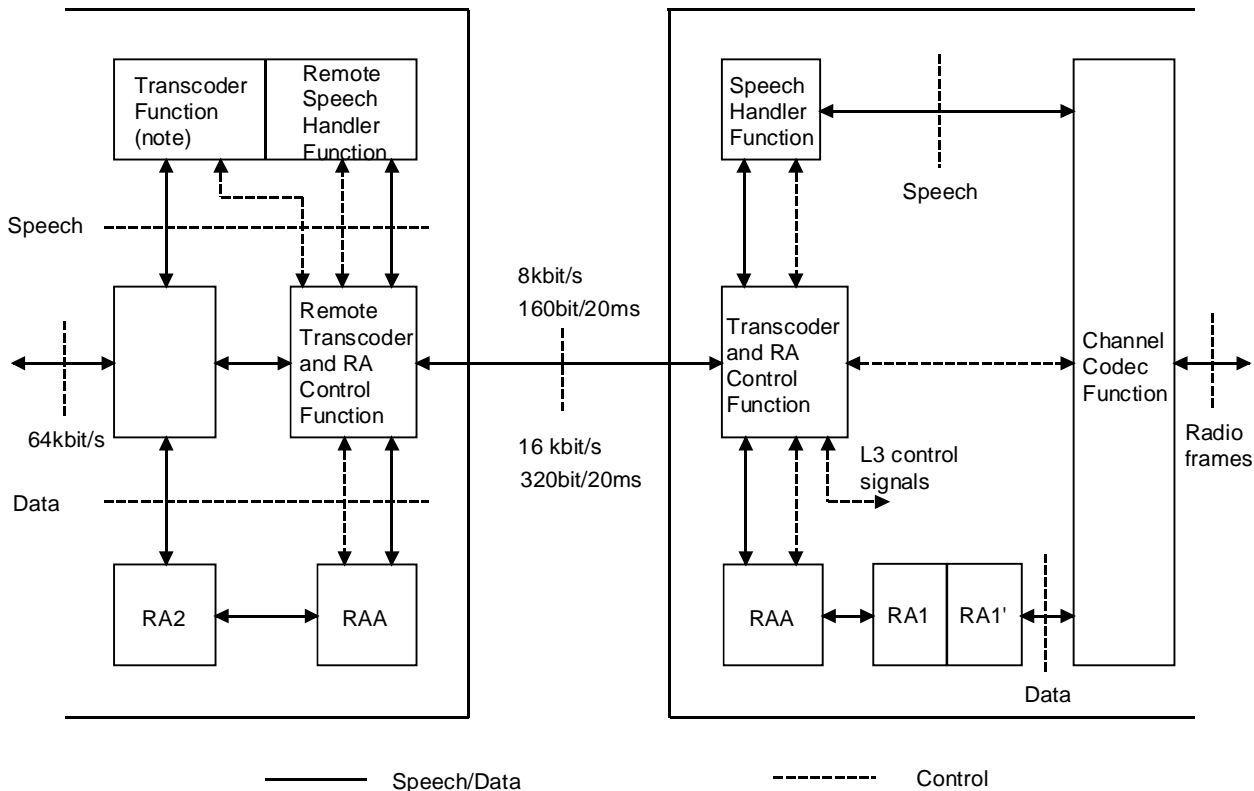 Transcoder
Function
(note)
Remote
Speech
Handler
Function
Speech
Handler
Function
Speech
Speech
8kbit/s
160bit/20ms
Remote
Transcoder
and RA
Control
Function
Transcoder
and RA
Control
Function
Channel
Codec
Function
64kbit/s
16 kbit/s
320bit/20ms
L3 control
signals
Radio
frames
Data
RA2
RAA
RAA
RA1
RA1'
Data
Speech/Data
Control